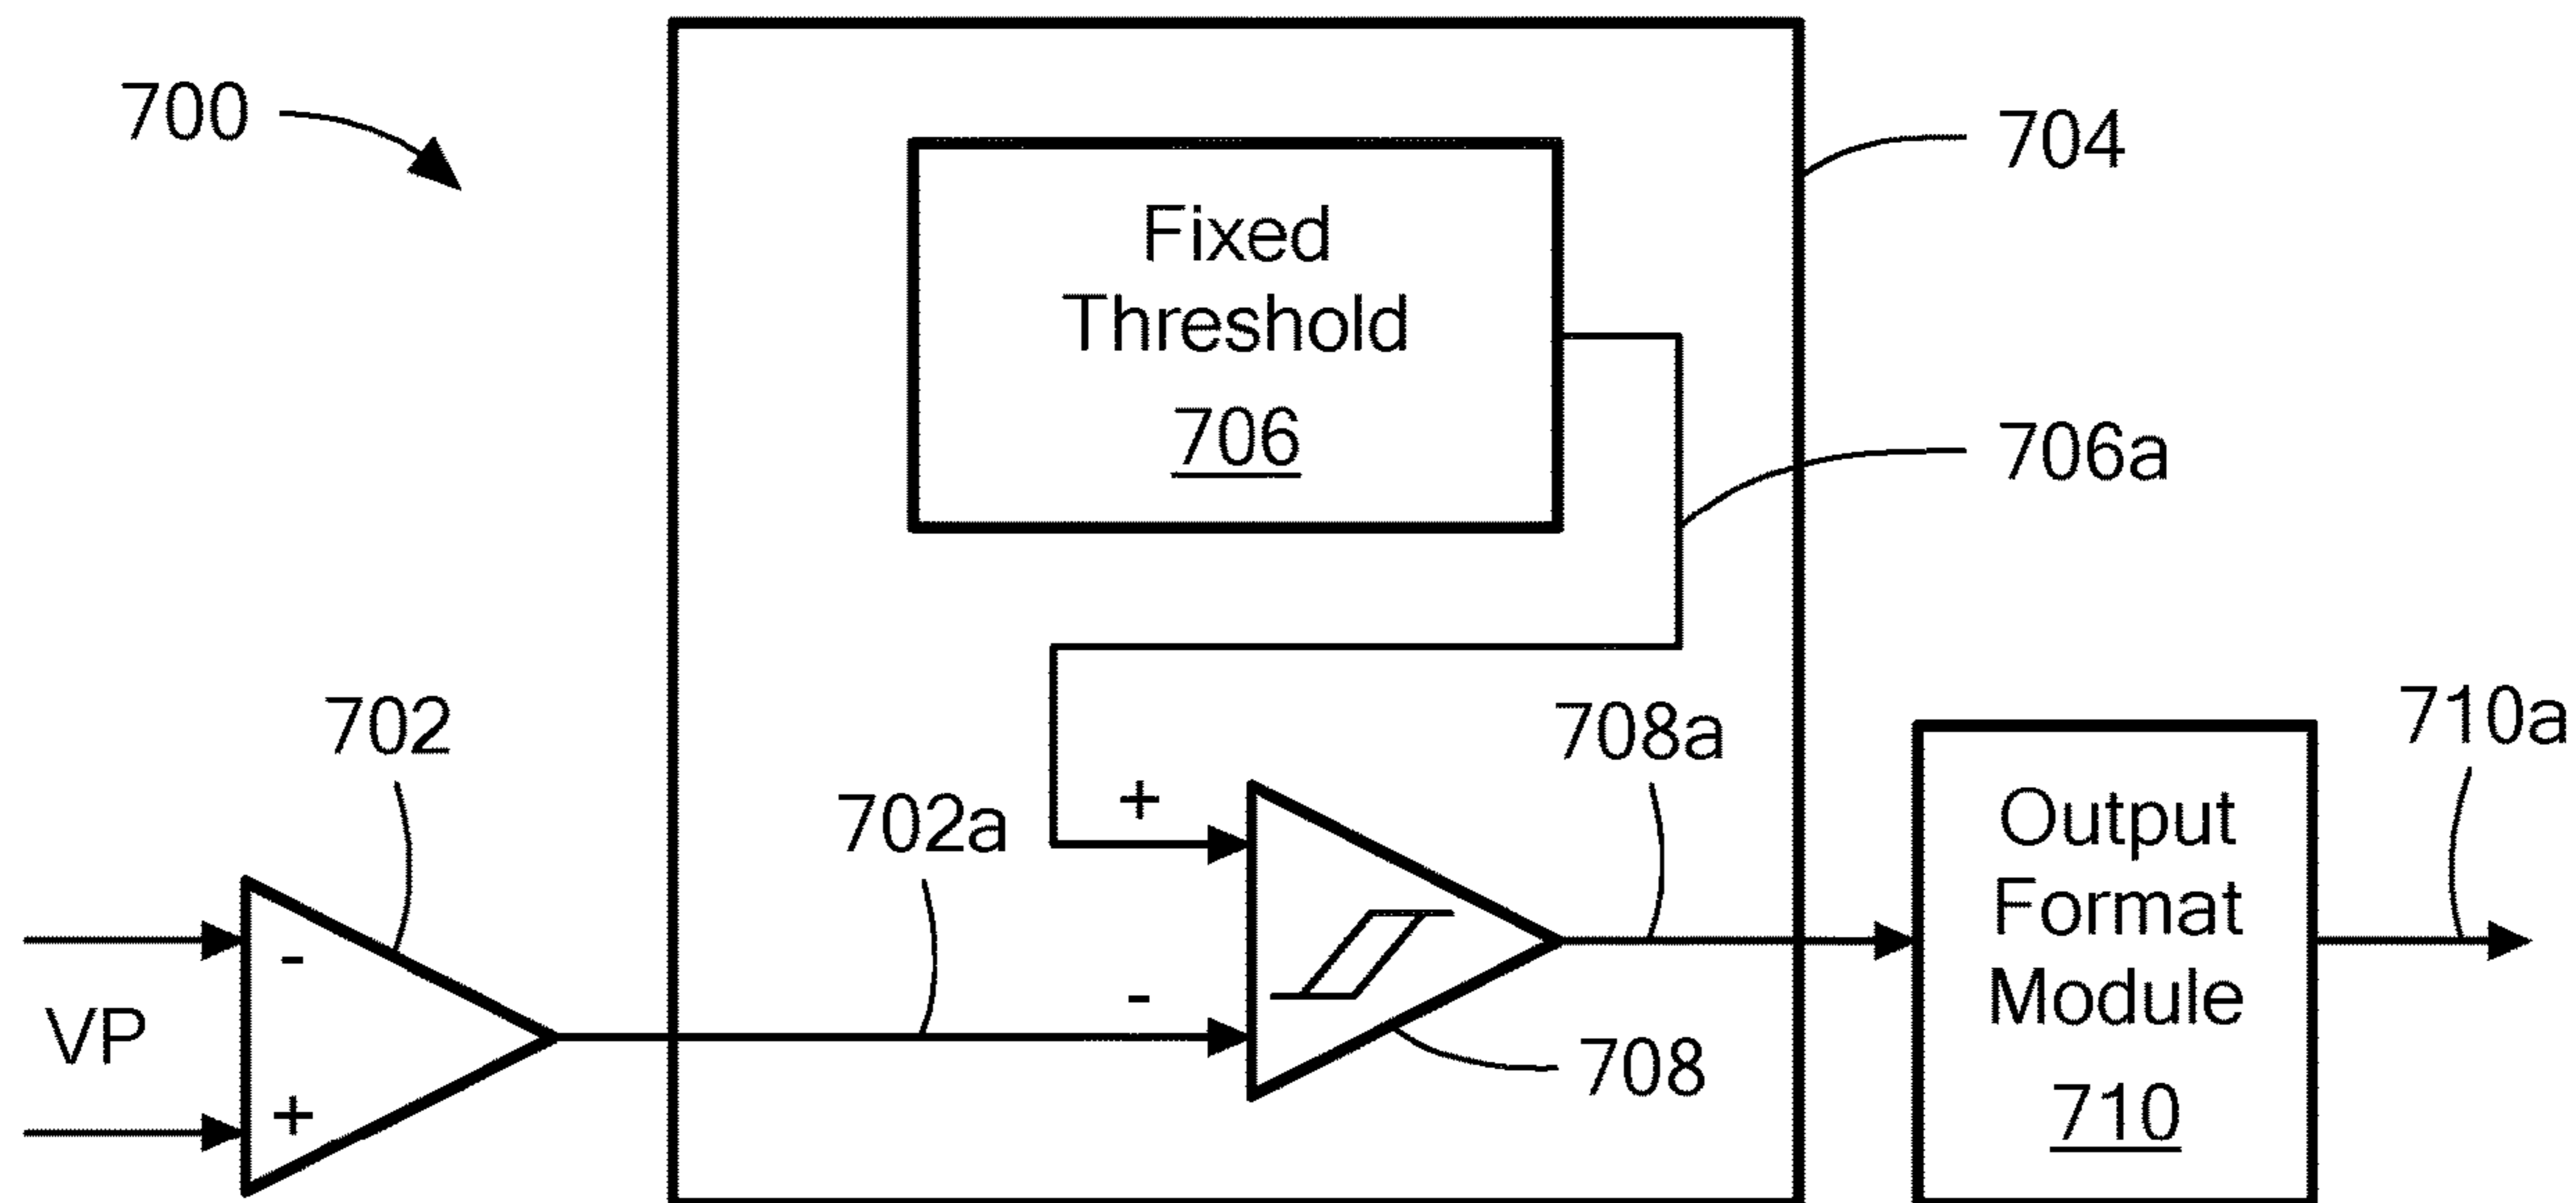 700
704
Fixed
Threshold
706
706a
702
702a
+
-
708a
708
-
VP
+
Output
Format
Module
710
710a